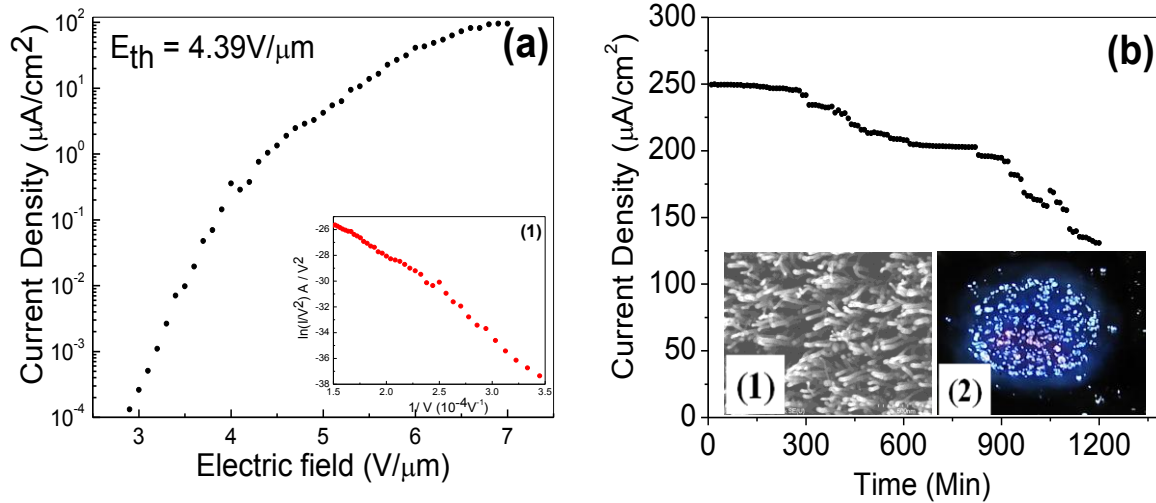 E_th = 4.39V/μm
(a)
Current Density (μA/cm²)
10²
10¹
10⁰
10⁻¹
10⁻²
10⁻³
10⁻⁴
3 4 5 6 7
Electric field (V/μm)
(1)
ln(I/V²) A / V²
-26
-28
-30
-32
-34
-36
-38
1.5 2.0 2.5 3.0 3.5
1/ V (10⁻⁴V⁻¹)
(b)
Current Density (μA/cm²)
300
250
200
150
100
50
0
0 300 600 900 1200
Time (Min)
(1)
SE(U)
(2)